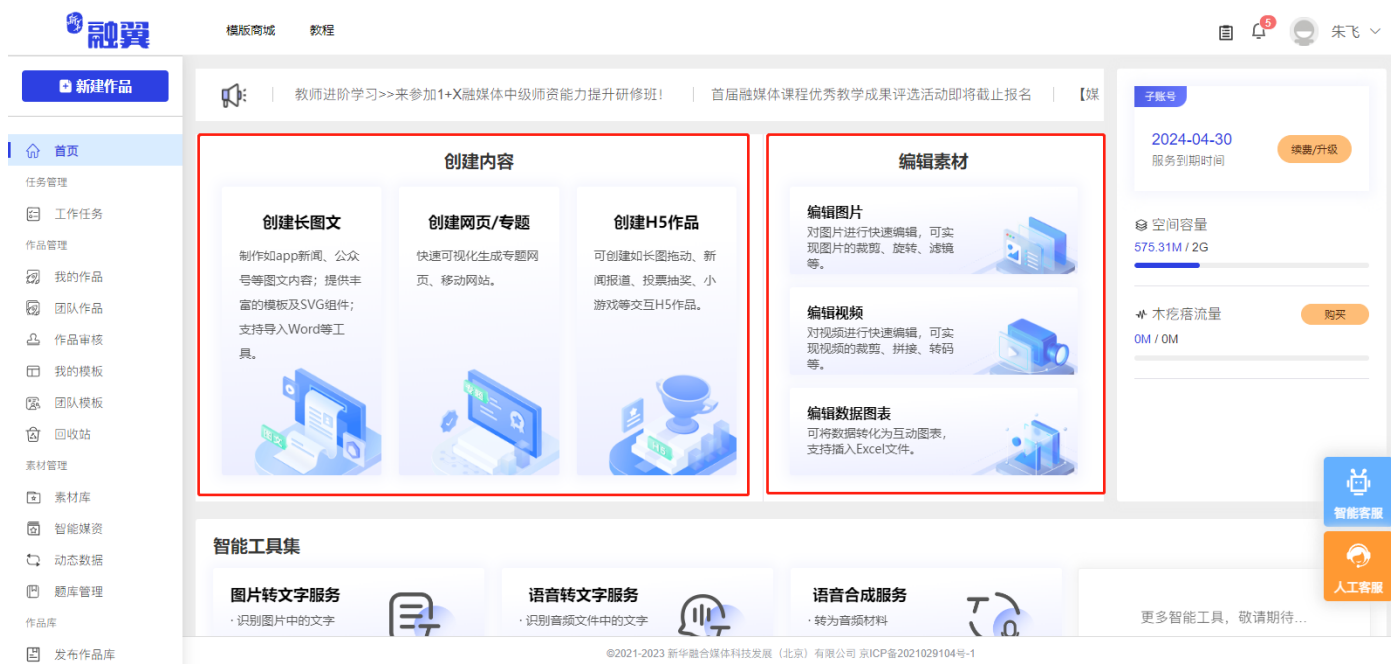 新华
融翼
模版商城
教程
5
朱飞
新建作品
首页
任务管理
工作任务
作品管理
我的作品
团队作品
作品审核
我的模板
团队模板
回收站
素材管理
素材库
智能媒资
动态数据
题库管理
作品库
发布作品库
教师进阶学习>>来参加1+X融媒体中级师资能力提升研修班！
首届融媒体课程优秀教学成果评选活动即将截止报名
【媒
创建内容
创建长图文
制作如app新闻、公众
号等图文内容；提供丰
富的模板及SVG组件；
支持导入Word等工
具。
创建网页/专题
快速可视化生成专题网
页、移动网站。
专题
创建H5作品
可创建如长图拖动、新
闻报道、投票抽奖、小
游戏等交互H5作品。
H5
编辑素材
编辑图片
对图片进行快速编辑，可实
现图片的裁剪、旋转、滤镜
等。
编辑视频
对视频进行快速编辑，可实
现视频的裁剪、拼接、转码
等。
编辑数据图表
可将数据转化为互动图表，
支持插入Excel文件。
子账号
2024-04-30
服务到期时间
续费/升级
空间容量
575.31M / 2G
木疙瘩流量
购买
0M / 0M
智能客服
人工客服
智能工具集
图片转文字服务
·识别图片中的文字
语音转文字服务
·识别音频文件中的文字
语音合成服务
·转为音频材料
更多智能工具，敬请期待...
©2021-2023 新华融合媒体科技发展（北京）有限公司 京ICP备2021029104号-1